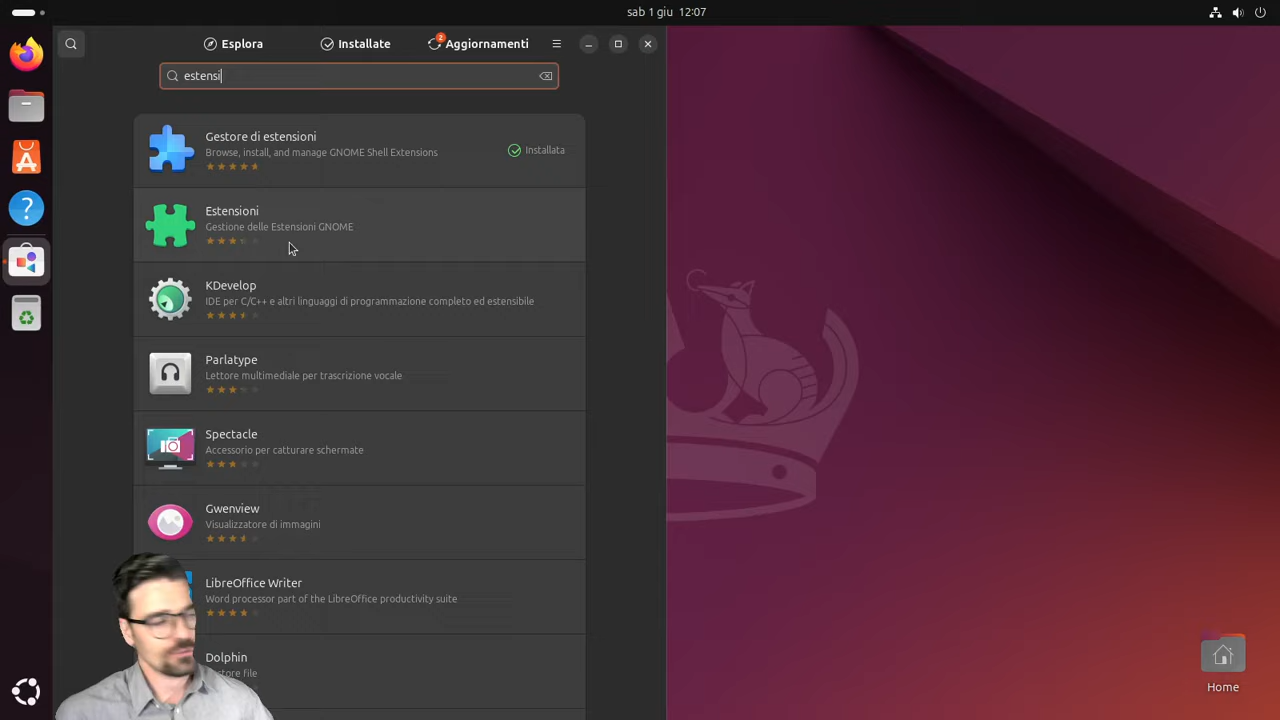 sab 1 giu 12:07
Esplora
Installate
2
Aggiornamenti
estensi
Gestore di estensioni
Browse, install, and manage GNOME Shell Extensions
Installata
Estensioni
Gestione delle Estensioni GNOME
KDevelop
IDE per C/C++ e altri linguaggi di programmazione completo ed estensibile
Parlatype
Lettore multimediale per trascrizione vocale
Spectacle
Accessorio per catturare schermate
Gwenview
Visualizzatore di immagini
LibreOffice Writer
Word processor part of the LibreOffice productivity suite
Dolphin
file
Home